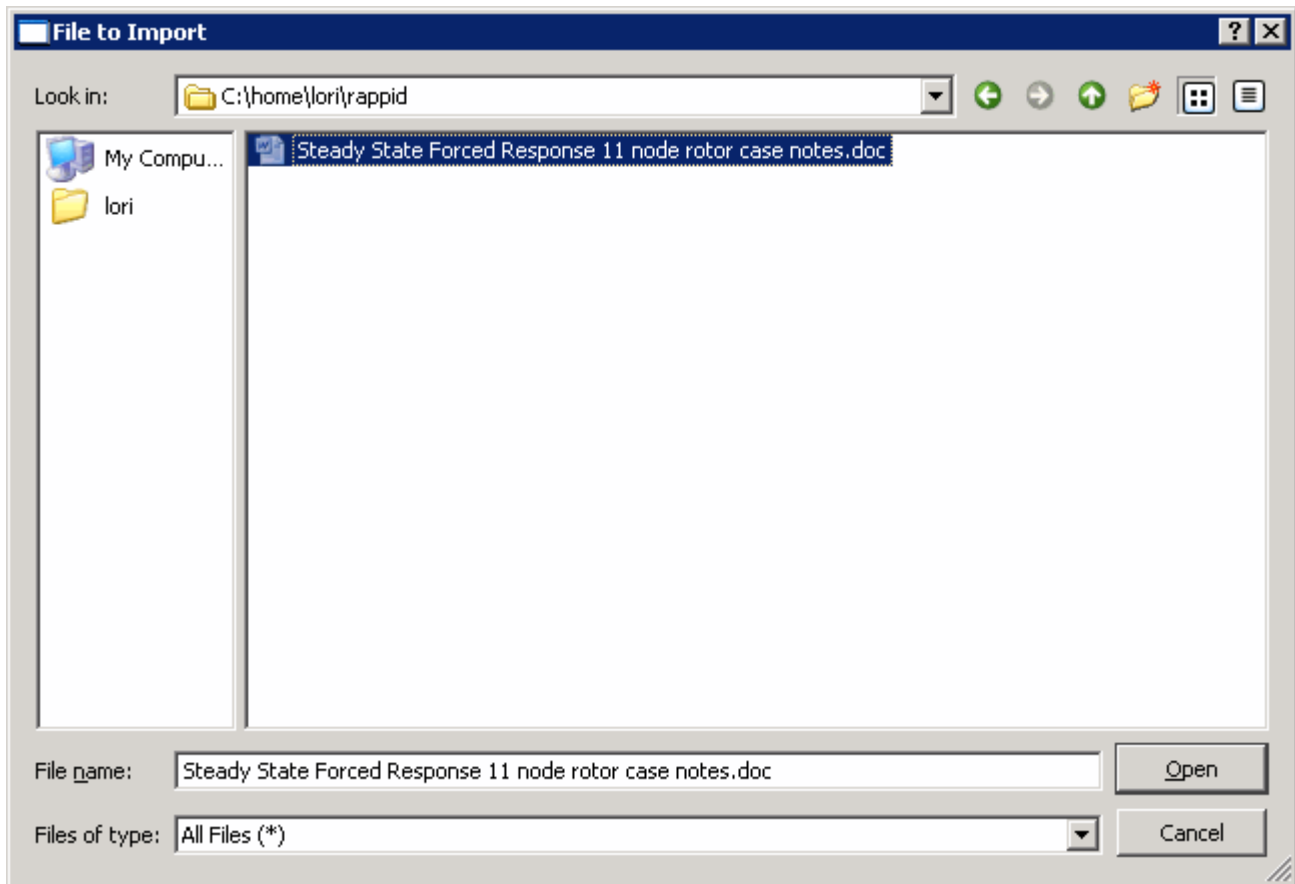 File to Import
Look in: C:\home\lori\rappid
My Compu...
lori
Steady State Forced Response 11 node rotor case notes.doc
File name: Steady State Forced Response 11 node rotor case notes.doc Open
Files of type: All Files (*) Cancel